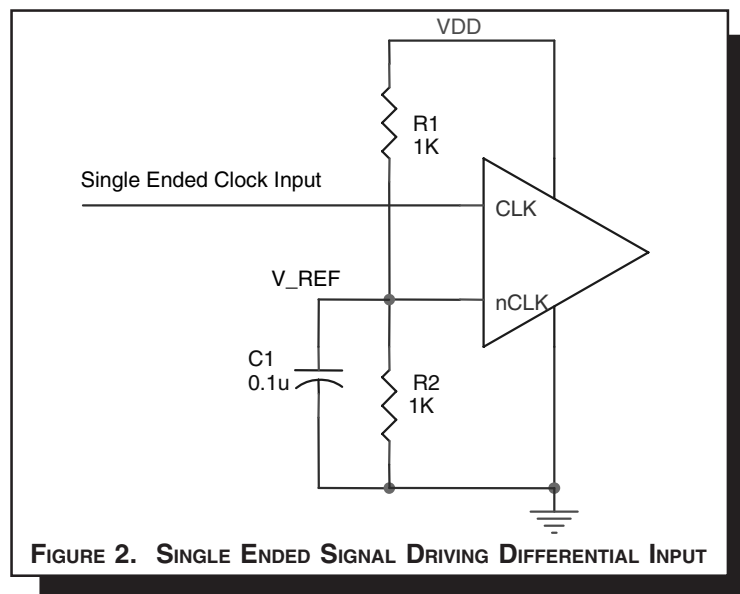 VDD
R1
1K
Single Ended Clock Input
CLK
V_REF
nCLK
C1
0.1u
R2
1K
FIGURE 2. SINGLE ENDED SIGNAL DRIVING DIFFERENTIAL INPUT